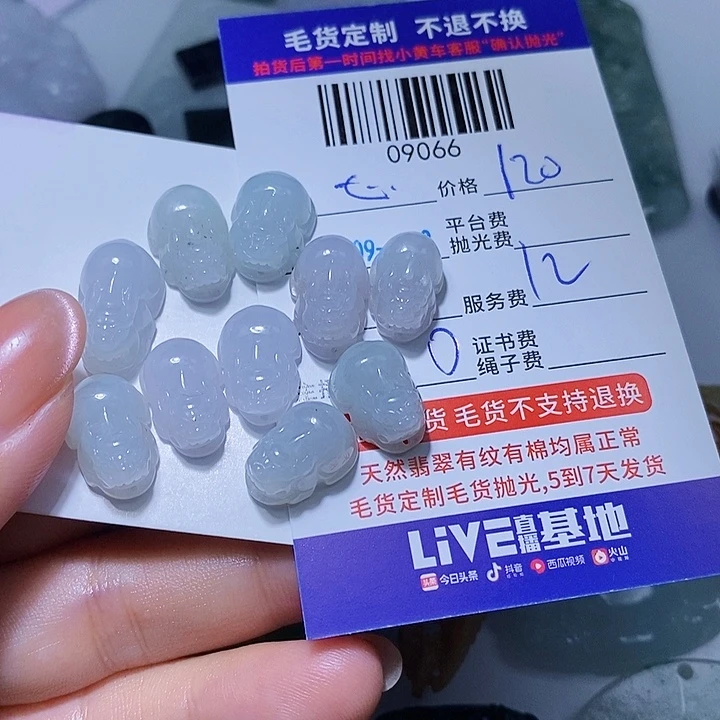 毛货定制 不退不换
拍货后第一时间找小黄车客服"确认抛光"
09066
价格 120
平台费
抛光费
服务费 12
0 证书费
绳子费
货 毛货不支持退换
天然翡翠有纹有棉均属正常
毛货定制毛货抛光,5到7天发货
LiVE直播基地
头条 今日头条 抖音 西瓜视频 火山